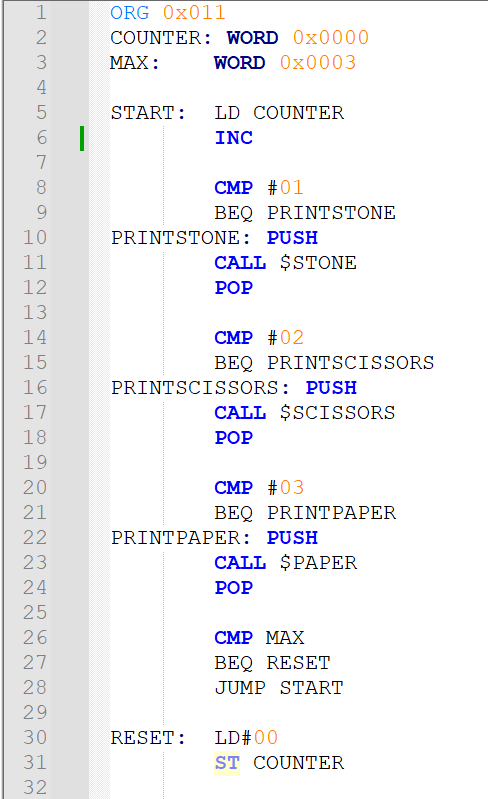 1 ORG 0x011
2 COUNTER: WORD 0x0000
3 MAX: WORD 0x0003
4
5 START: LD COUNTER
6 INC
7
8 CMP #01
9 BEQ PRINTSTONE
10 PRINTSTONE: PUSH
11 CALL $STONE
12 POP
13
14 CMP #02
15 BEQ PRINTSCISSORS
16 PRINTSCISSORS: PUSH
17 CALL $SCISSORS
18 POP
19
20 CMP #03
21 BEQ PRINTPAPER
22 PRINTPAPER: PUSH
23 CALL $PAPER
24 POP
25
26 CMP MAX
27 BEQ RESET
28 JUMP START
29
30 RESET: LD#00
31 ST COUNTER
32